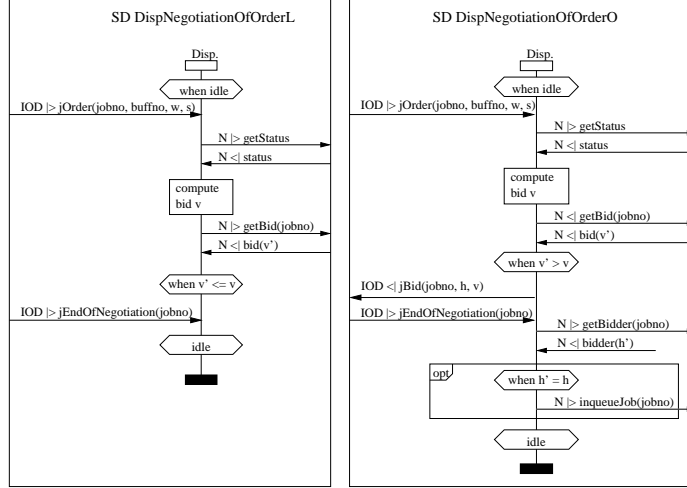 SD DispNegotiationOfOrderL
Disp.
when idle
IOD |> jOrder(jobno, buffno, w, s)
N |> getStatus
N <| status
compute
bid v
N |> getBid(jobno)
N <| bid(v')
when v' <= v
IOD |> jEndOfNegotiation(jobno)
idle
SD DispNegotiationOfOrderO
Disp.
when idle
IOD |> jOrder(jobno, buffno, w, s)
N |> getStatus
N <| status
compute
bid v
N <| getBid(jobno)
N <| bid(v')
when v' > v
IOD <| jBid(jobno, h, v)
IOD |> jEndOfNegotiation(jobno)
N |> getBidder(jobno)
N <| bidder(h')
opt
when h' = h
N |> inqueueJob(jobno)
idle